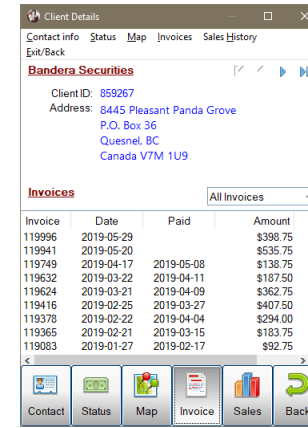 Client Details
Contact info Status Map Invoices Sales History
Exit/Back
Bandera Securities
Client ID: 859267
Address: 8445 Pleasant Panda Grove
P.O. Box 36
Quesnel, BC
Canada V7M 1U9
Invoices All Invoices
Invoice Date Paid Amount
119996 2019-05-29 $398.75
119941 2019-05-20 $535.75
119749 2019-04-17 2019-05-08 $138.75
119632 2019-03-22 2019-04-11 $187.50
119624 2019-03-21 2019-04-09 $362.75
119416 2019-02-25 2019-03-27 $407.50
119378 2019-02-22 2019-04-04 $294.00
119365 2019-02-21 2019-03-15 $183.75
119083 2019-01-27 2019-02-17 $92.75
Contact Status Map Invoice Sales Back